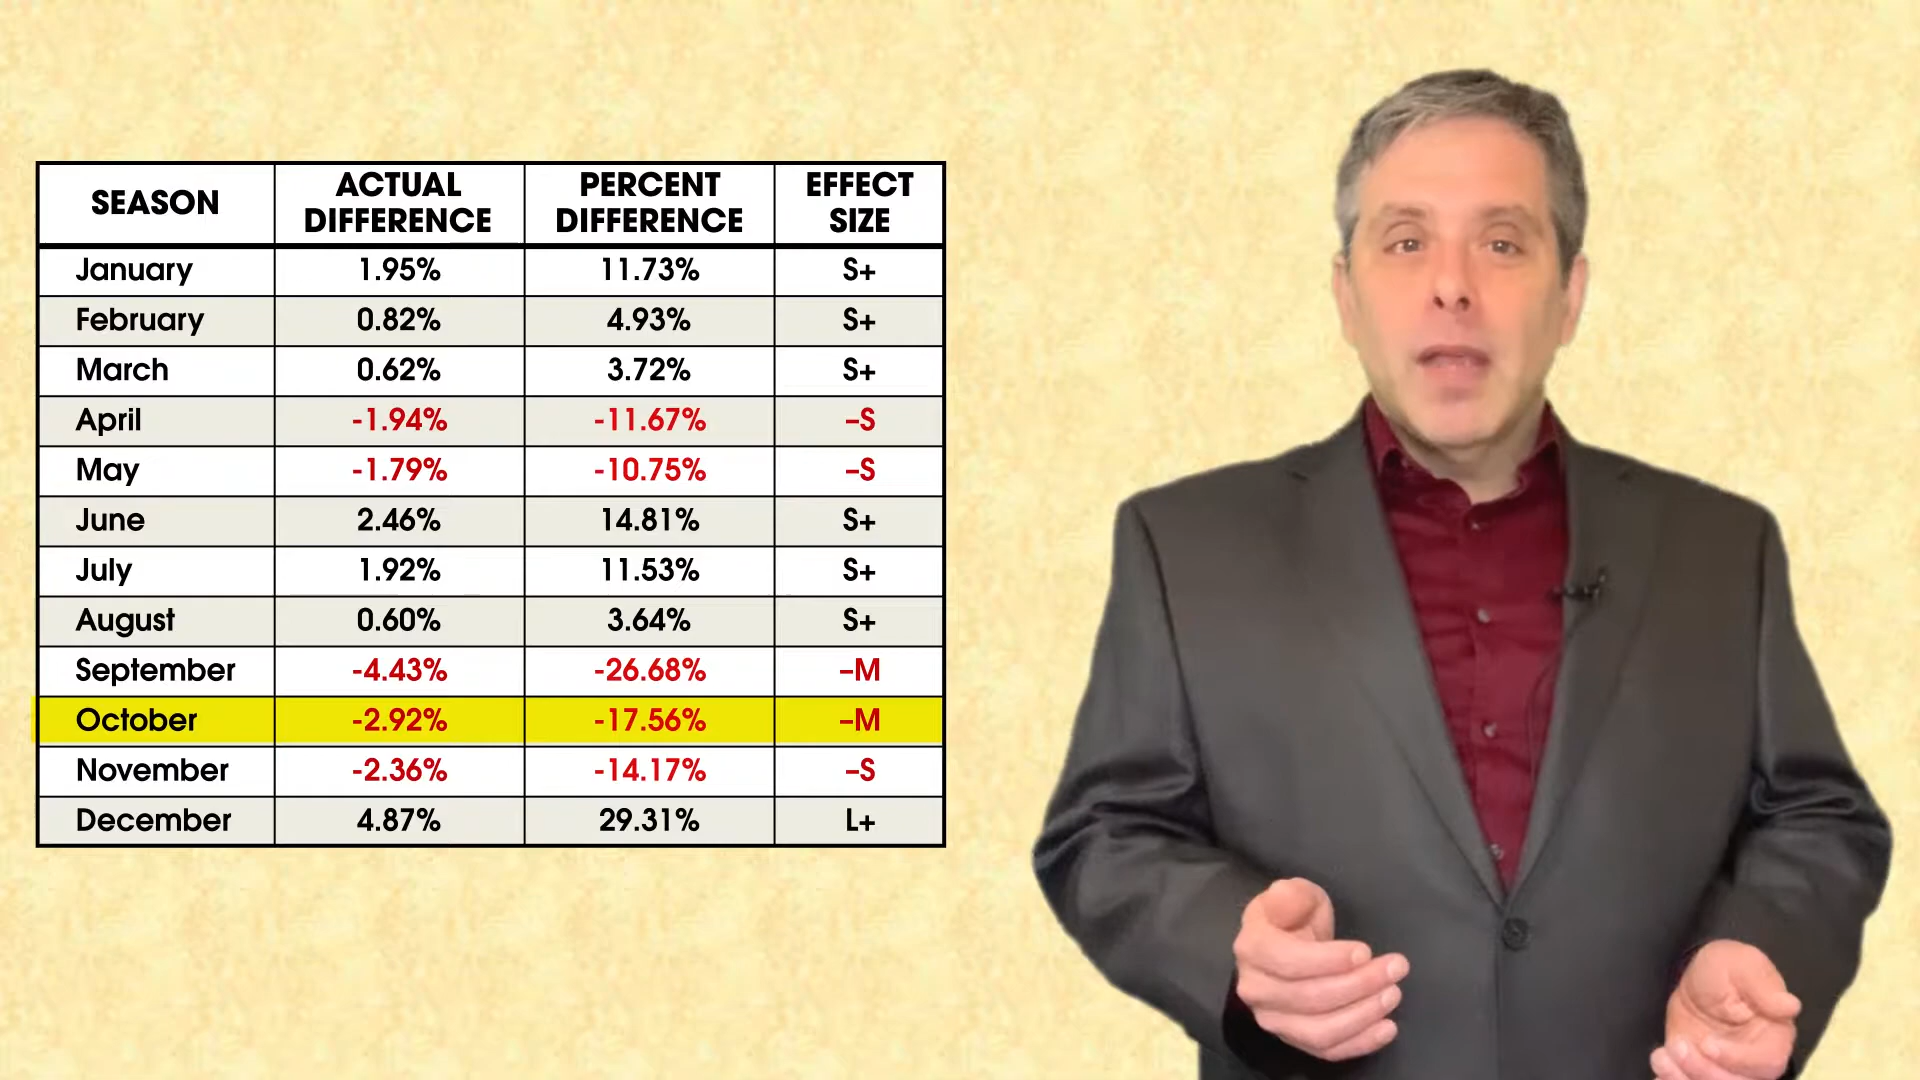 SEASON ACTUAL DIFFERENCE PERCENT DIFFERENCE EFFECT SIZE
January 1.95% 11.73% S+
February 0.82% 4.93% S+
March 0.62% 3.72% S+
April -1.94% -11.67% –S
May -1.79% -10.75% –S
June 2.46% 14.81% S+
July 1.92% 11.53% S+
August 0.60% 3.64% S+
September -4.43% -26.68% –M
October -2.92% -17.56% –M
November -2.36% -14.17% –S
December 4.87% 29.31% L+